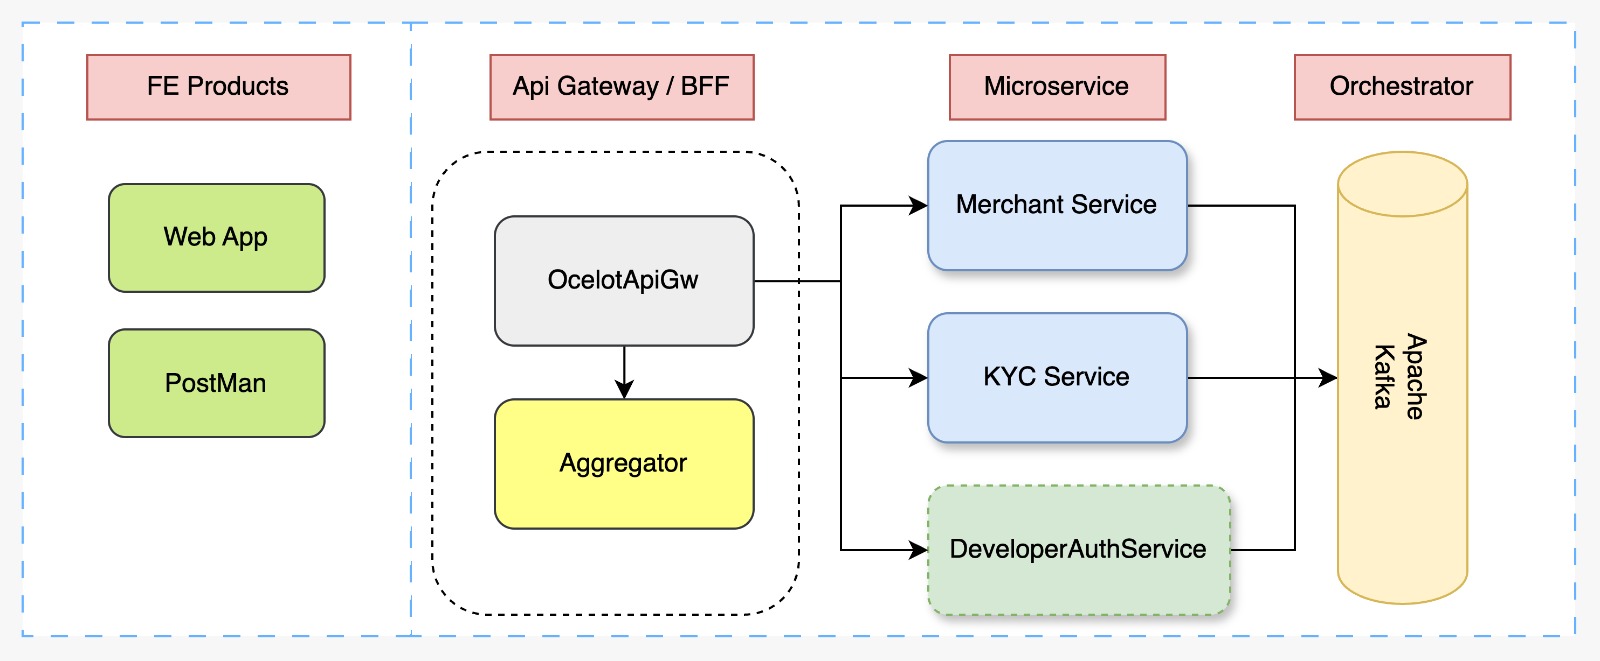 FE Products
Api Gateway / BFF
Microservice
Orchestrator
Web App
PostMan
OcelotApiGw
Aggregator
Merchant Service
KYC Service
DeveloperAuthService
Apache
Kafka